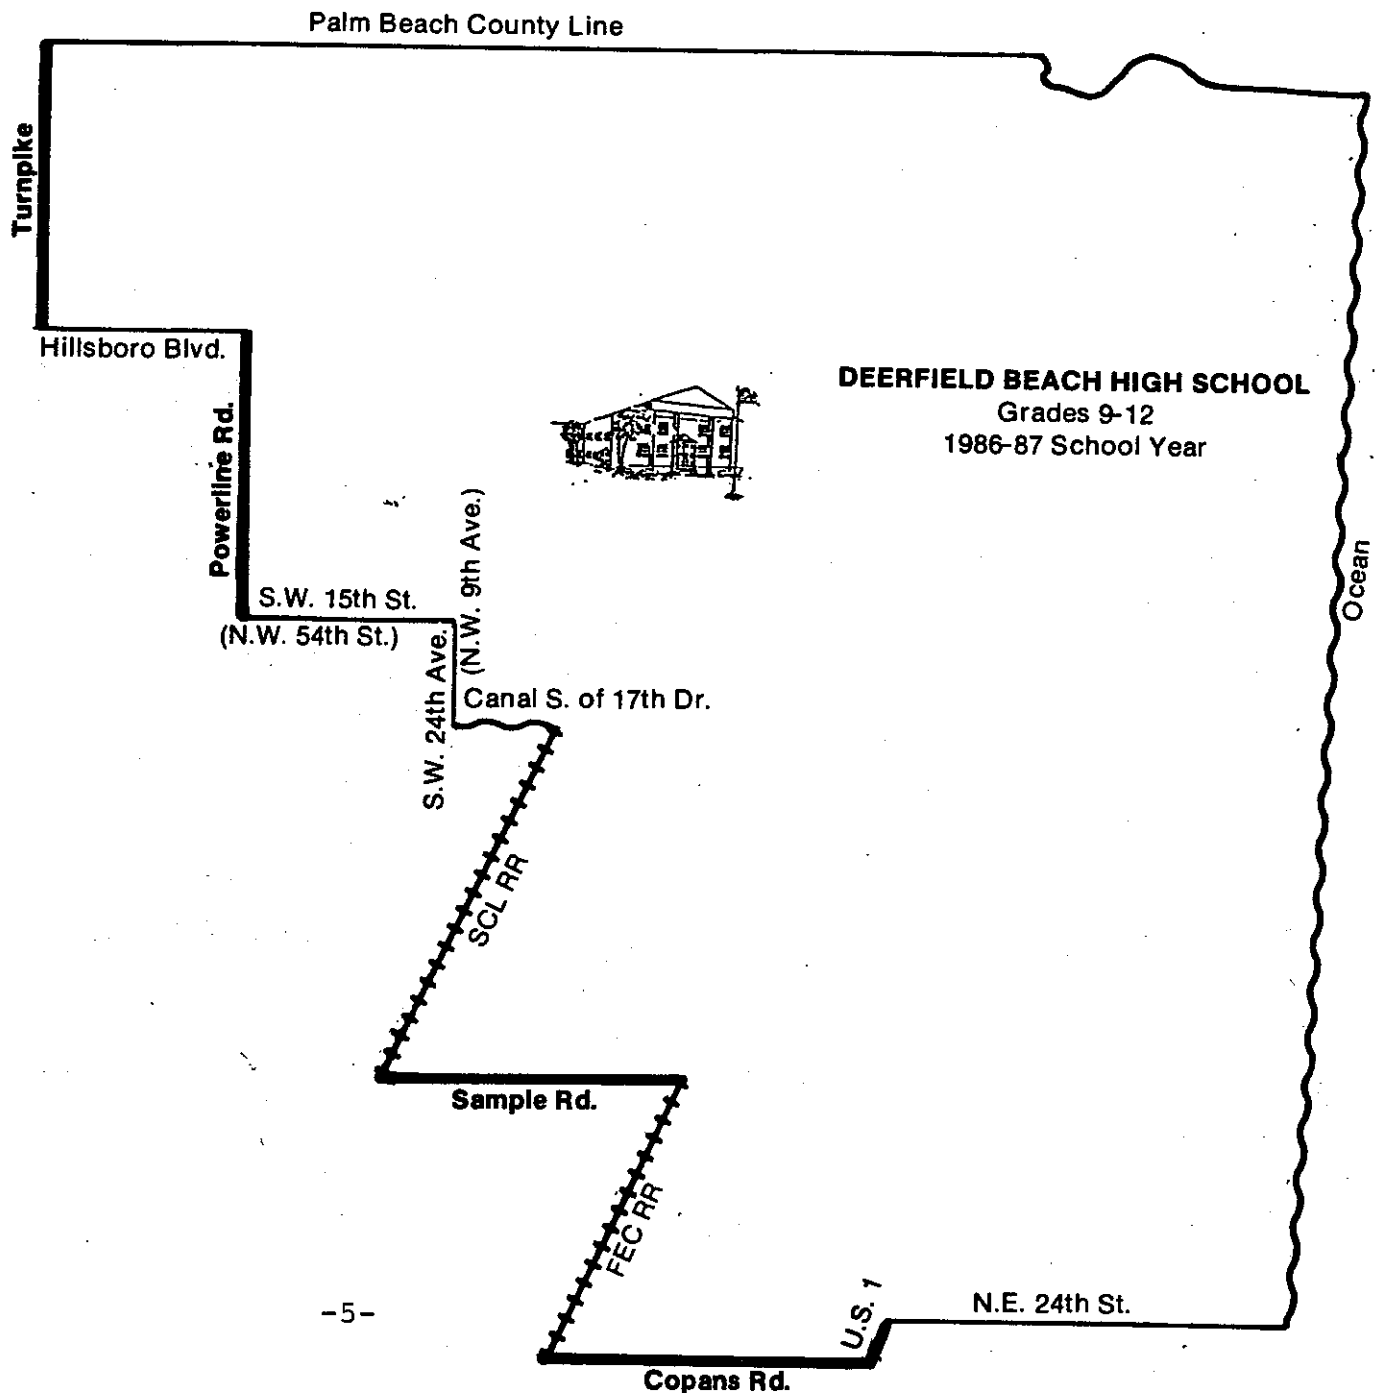 Palm Beach County Line
Turnpike
Hillsboro Blvd.
DEERFIELD BEACH HIGH SCHOOL
Grades 9-12
1986-87 School Year
Powerline Rd.
(N.W. 9th Ave.)
Ocean
S.W. 15th St.
(N.W. 54th St.)
S.W. 24th Ave.
Canal S. of 17th Dr.
SCL RR
Sample Rd.
FEC RR
U.S. 1
N.E. 24th St.
-5-
Copans Rd.